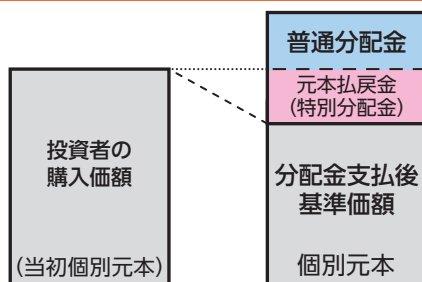 普通分配金
元本払戻金
(特別分配金)
投資者の
購入価額
(当初個別元本)
分配金支払後
基準価額
個別元本